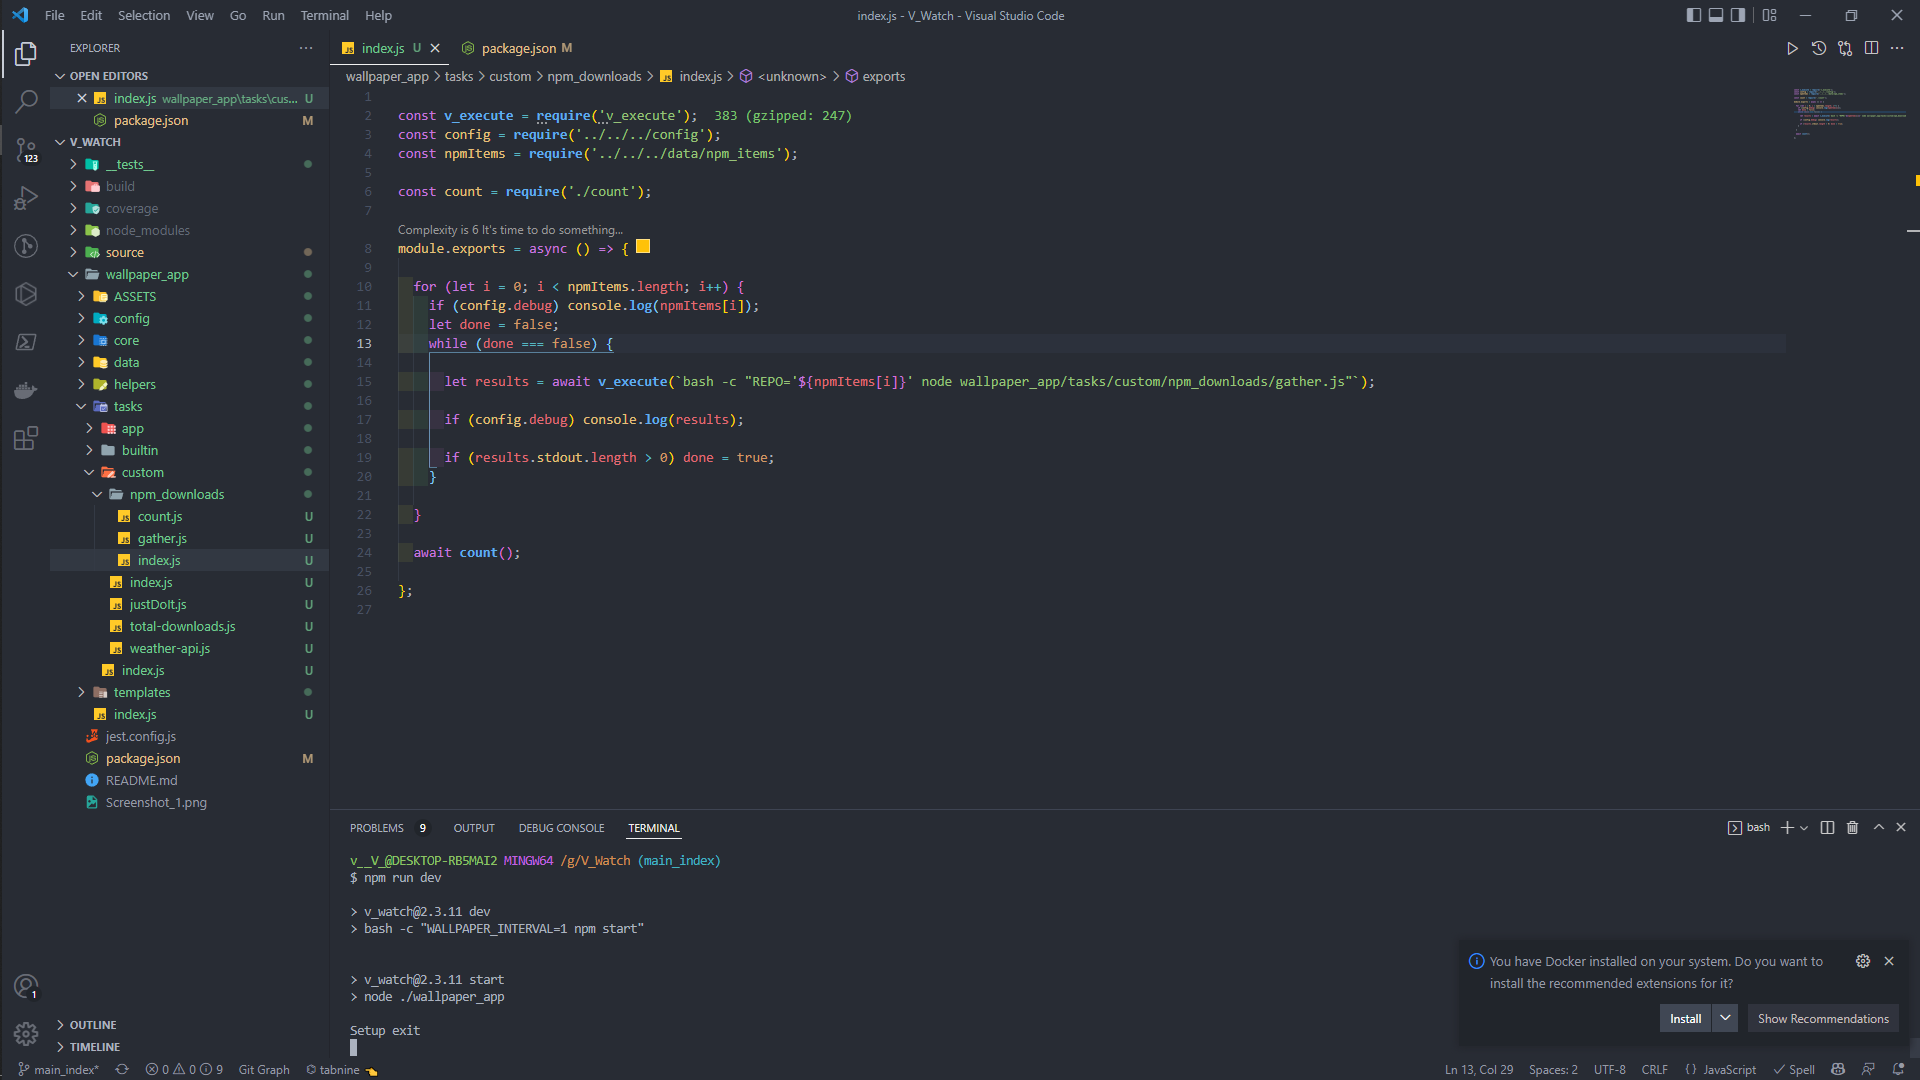 File Edit Selection View Go Run Terminal Help
index.js - V_Watch - Visual Studio Code
EXPLORER
OPEN EDITORS
index.js wallpaper_app\tasks\cus... U
package.json M
V_WATCH
__tests__
build
coverage
node_modules
source
wallpaper_app
ASSETS
config
core
data
helpers
tasks
app
builtin
custom
npm_downloads
count.js U
gather.js U
index.js U
index.js U
justDoIt.js U
total-downloads.js U
weather-api.js U
index.js U
templates
index.js U
jest.config.js
package.json M
README.md
Screenshot_1.png
OUTLINE
TIMELINE
123
1
index.js U
package.json M
wallpaper_app > tasks > custom > npm_downloads > index.js > <unknown> > exports
1
2 const v_execute = require('v_execute'); 383 (gzipped: 247)
3 const config = require('../../../config');
4 const npmItems = require('../../../data/npm_items');
5
6 const count = require('./count');
7
Complexity is 6 It's time to do something...
8 module.exports = async () => {
9
10 for (let i = 0; i < npmItems.length; i++) {
11 if (config.debug) console.log(npmItems[i]);
12 let done = false;
13 while (done === false) {
14
15 let results = await v_execute(`bash -c "REPO='${npmItems[i]}' node wallpaper_app/tasks/custom/npm_downloads/gather.js"`);
16
17 if (config.debug) console.log(results);
18
19 if (results.stdout.length > 0) done = true;
20 }
21
22 }
23
24 await count();
25
26 };
27
PROBLEMS 9 OUTPUT DEBUG CONSOLE TERMINAL
bash
v__V_@DESKTOP-RB5MAI2 MINGW64 /g/V_Watch (main_index)
$ npm run dev
> v_watch@2.3.11 dev
> bash -c "WALLPAPER_INTERVAL=1 npm start"
> v_watch@2.3.11 start
> node ./wallpaper_app
Setup exit
You have Docker installed on your system. Do you want to
install the recommended extensions for it?
Install
Show Recommendations
main_index* 0 0 9 Git Graph tabnine
Ln 13, Col 29 Spaces: 2 UTF-8 CRLF { } JavaScript Spell